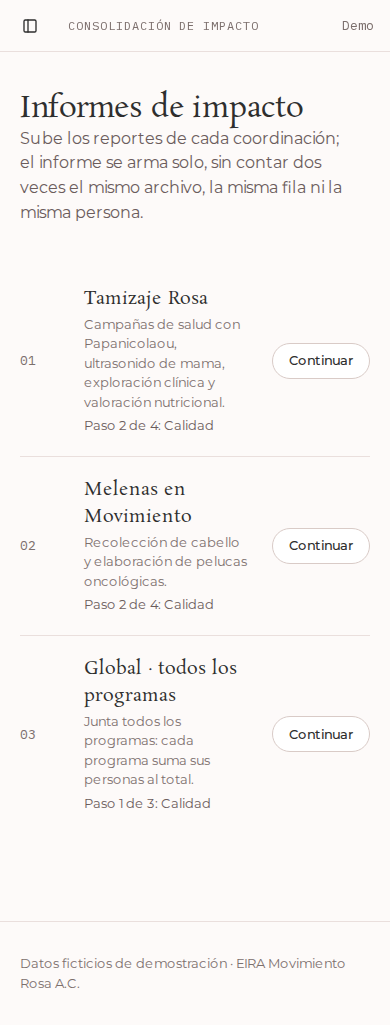 CONSOLIDACIÓN DE IMPACTO
Demo
Informes de impacto
Sube los reportes de cada coordinación;
el informe se arma solo, sin contar dos
veces el mismo archivo, la misma fila ni la
misma persona.
01
Tamizaje Rosa
Campañas de salud con
Papanicolaou,
ultrasonido de mama,
exploración clínica y
valoración nutricional.
Paso 2 de 4: Calidad
Continuar
02
Melenas en
Movimiento
Recolección de cabello
y elaboración de pelucas
oncológicas.
Paso 2 de 4: Calidad
Continuar
03
Global · todos los
programas
Junta todos los
programas: cada
programa suma sus
personas al total.
Paso 1 de 3: Calidad
Continuar
Datos ficticios de demostración · EIRA Movimiento
Rosa A.C.